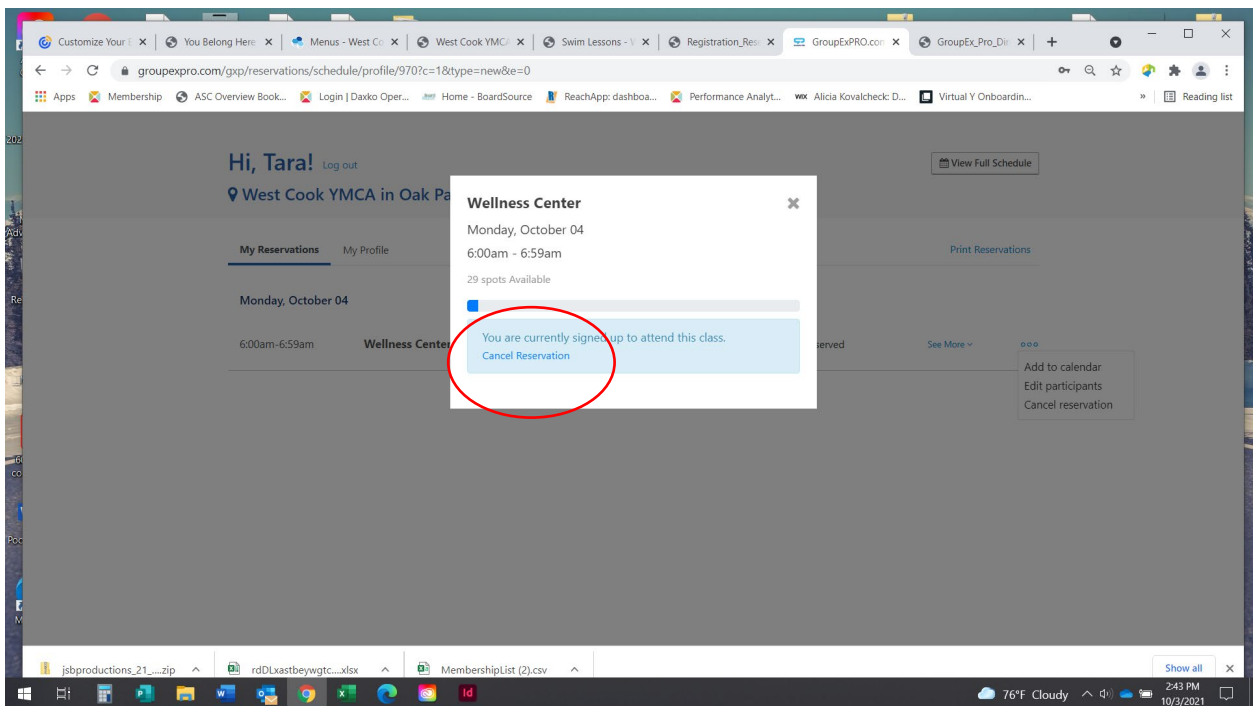 Customize Your E
You Belong Here
Menus - West Co
West Cook YMCA
Swim Lessons - W
Registration_Res
GroupExPRO.con
GroupEx_Pro_Dir
groupexpro.com/gxp/reservations/schedule/profile/970?c=1&type=new&e=0
Apps
Membership
ASC Overview Book...
Login | Daxko Oper...
Home - BoardSource
ReachApp: dashboa...
Performance Analyt...
WIX Alicia Kovalcheck: D...
Virtual Y Onboardin...
»
Reading list
Hi, Tara! Log out
View Full Schedule
West Cook YMCA in Oak Pa
My Reservations
My Profile
Print Reservations
Monday, October 04
6:00am-6:59am
Wellness Center
served
See More
Add to calendar
Edit participants
Cancel reservation
Wellness Center
Monday, October 04
6:00am - 6:59am
29 spots Available
You are currently signed up to attend this class.
Cancel Reservation
jsbproductions_21_....zip
rdDLxastbeywgtc....xlsx
MembershipList (2).csv
Show all
76°F Cloudy
2:43 PM
10/3/2021